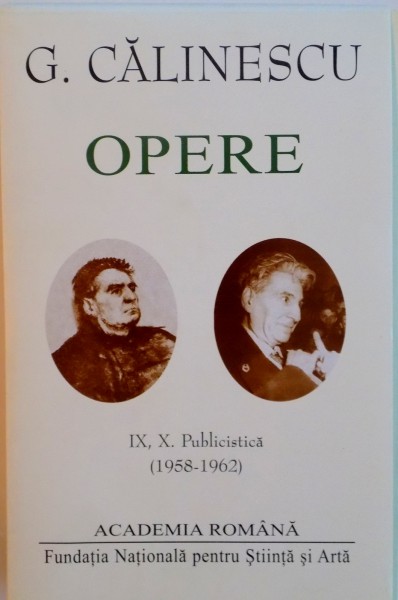 G. CĂLINESCU
OPERE
IX, X. Publicistică
(1958-1962)
ACADEMIA ROMÂNĂ
Fundația Națională pentru Știință și Artă